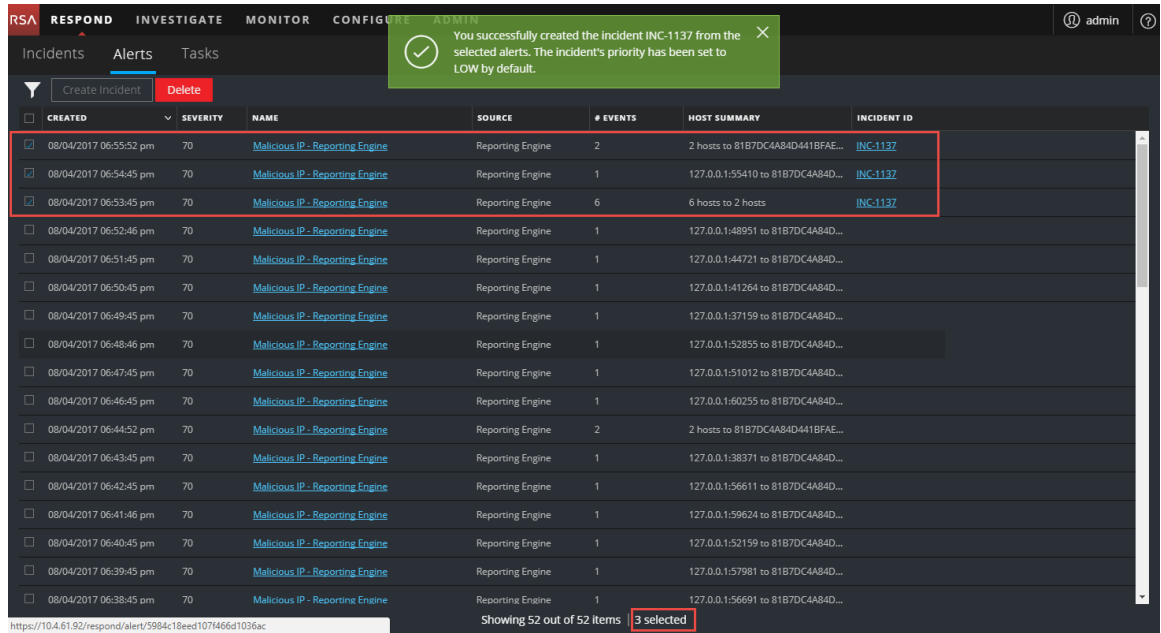 RSA RESPOND INVESTIGATE MONITOR CONFIGURE ADMIN admin ?
You successfully created the incident INC-1137 from the
selected alerts. The incident's priority has been set to
LOW by default.
Incidents Alerts Tasks
Create Incident Delete
CREATED SEVERITY NAME SOURCE # EVENTS HOST SUMMARY INCIDENT ID
08/04/2017 06:55:52 pm 70 Malicious IP - Reporting Engine Reporting Engine 2 2 hosts to 81B7DC4A84D441BFAE... INC-1137
08/04/2017 06:54:45 pm 70 Malicious IP - Reporting Engine Reporting Engine 1 127.0.0.1:55410 to 81B7DC4A84D... INC-1137
08/04/2017 06:53:45 pm 70 Malicious IP - Reporting Engine Reporting Engine 6 6 hosts to 2 hosts INC-1137
08/04/2017 06:52:46 pm 70 Malicious IP - Reporting Engine Reporting Engine 1 127.0.0.1:48951 to 81B7DC4A84D...
08/04/2017 06:51:45 pm 70 Malicious IP - Reporting Engine Reporting Engine 1 127.0.0.1:44721 to 81B7DC4A84D...
08/04/2017 06:50:45 pm 70 Malicious IP - Reporting Engine Reporting Engine 1 127.0.0.1:41264 to 81B7DC4A84D...
08/04/2017 06:49:45 pm 70 Malicious IP - Reporting Engine Reporting Engine 1 127.0.0.1:37159 to 81B7DC4A84D...
08/04/2017 06:48:46 pm 70 Malicious IP - Reporting Engine Reporting Engine 1 127.0.0.1:52855 to 81B7DC4A84D...
08/04/2017 06:47:45 pm 70 Malicious IP - Reporting Engine Reporting Engine 1 127.0.0.1:51012 to 81B7DC4A84D...
08/04/2017 06:46:45 pm 70 Malicious IP - Reporting Engine Reporting Engine 1 127.0.0.1:60255 to 81B7DC4A84D...
08/04/2017 06:44:52 pm 70 Malicious IP - Reporting Engine Reporting Engine 2 2 hosts to 81B7DC4A84D441BFAE...
08/04/2017 06:43:45 pm 70 Malicious IP - Reporting Engine Reporting Engine 1 127.0.0.1:38371 to 81B7DC4A84D...
08/04/2017 06:42:45 pm 70 Malicious IP - Reporting Engine Reporting Engine 1 127.0.0.1:56611 to 81B7DC4A84D...
08/04/2017 06:41:46 pm 70 Malicious IP - Reporting Engine Reporting Engine 1 127.0.0.1:59624 to 81B7DC4A84D...
08/04/2017 06:40:45 pm 70 Malicious IP - Reporting Engine Reporting Engine 1 127.0.0.1:52159 to 81B7DC4A84D...
08/04/2017 06:39:45 pm 70 Malicious IP - Reporting Engine Reporting Engine 1 127.0.0.1:57981 to 81B7DC4A84D...
08/04/2017 06:38:45 pm 70 Malicious IP - Reporting Engine Reporting Engine 1 127.0.0.1:56691 to 81B7DC4A84D...
Showing 52 out of 52 items | 3 selected
https://10.4.61.92/respond/alert/5984c18eed107f466d1036ac